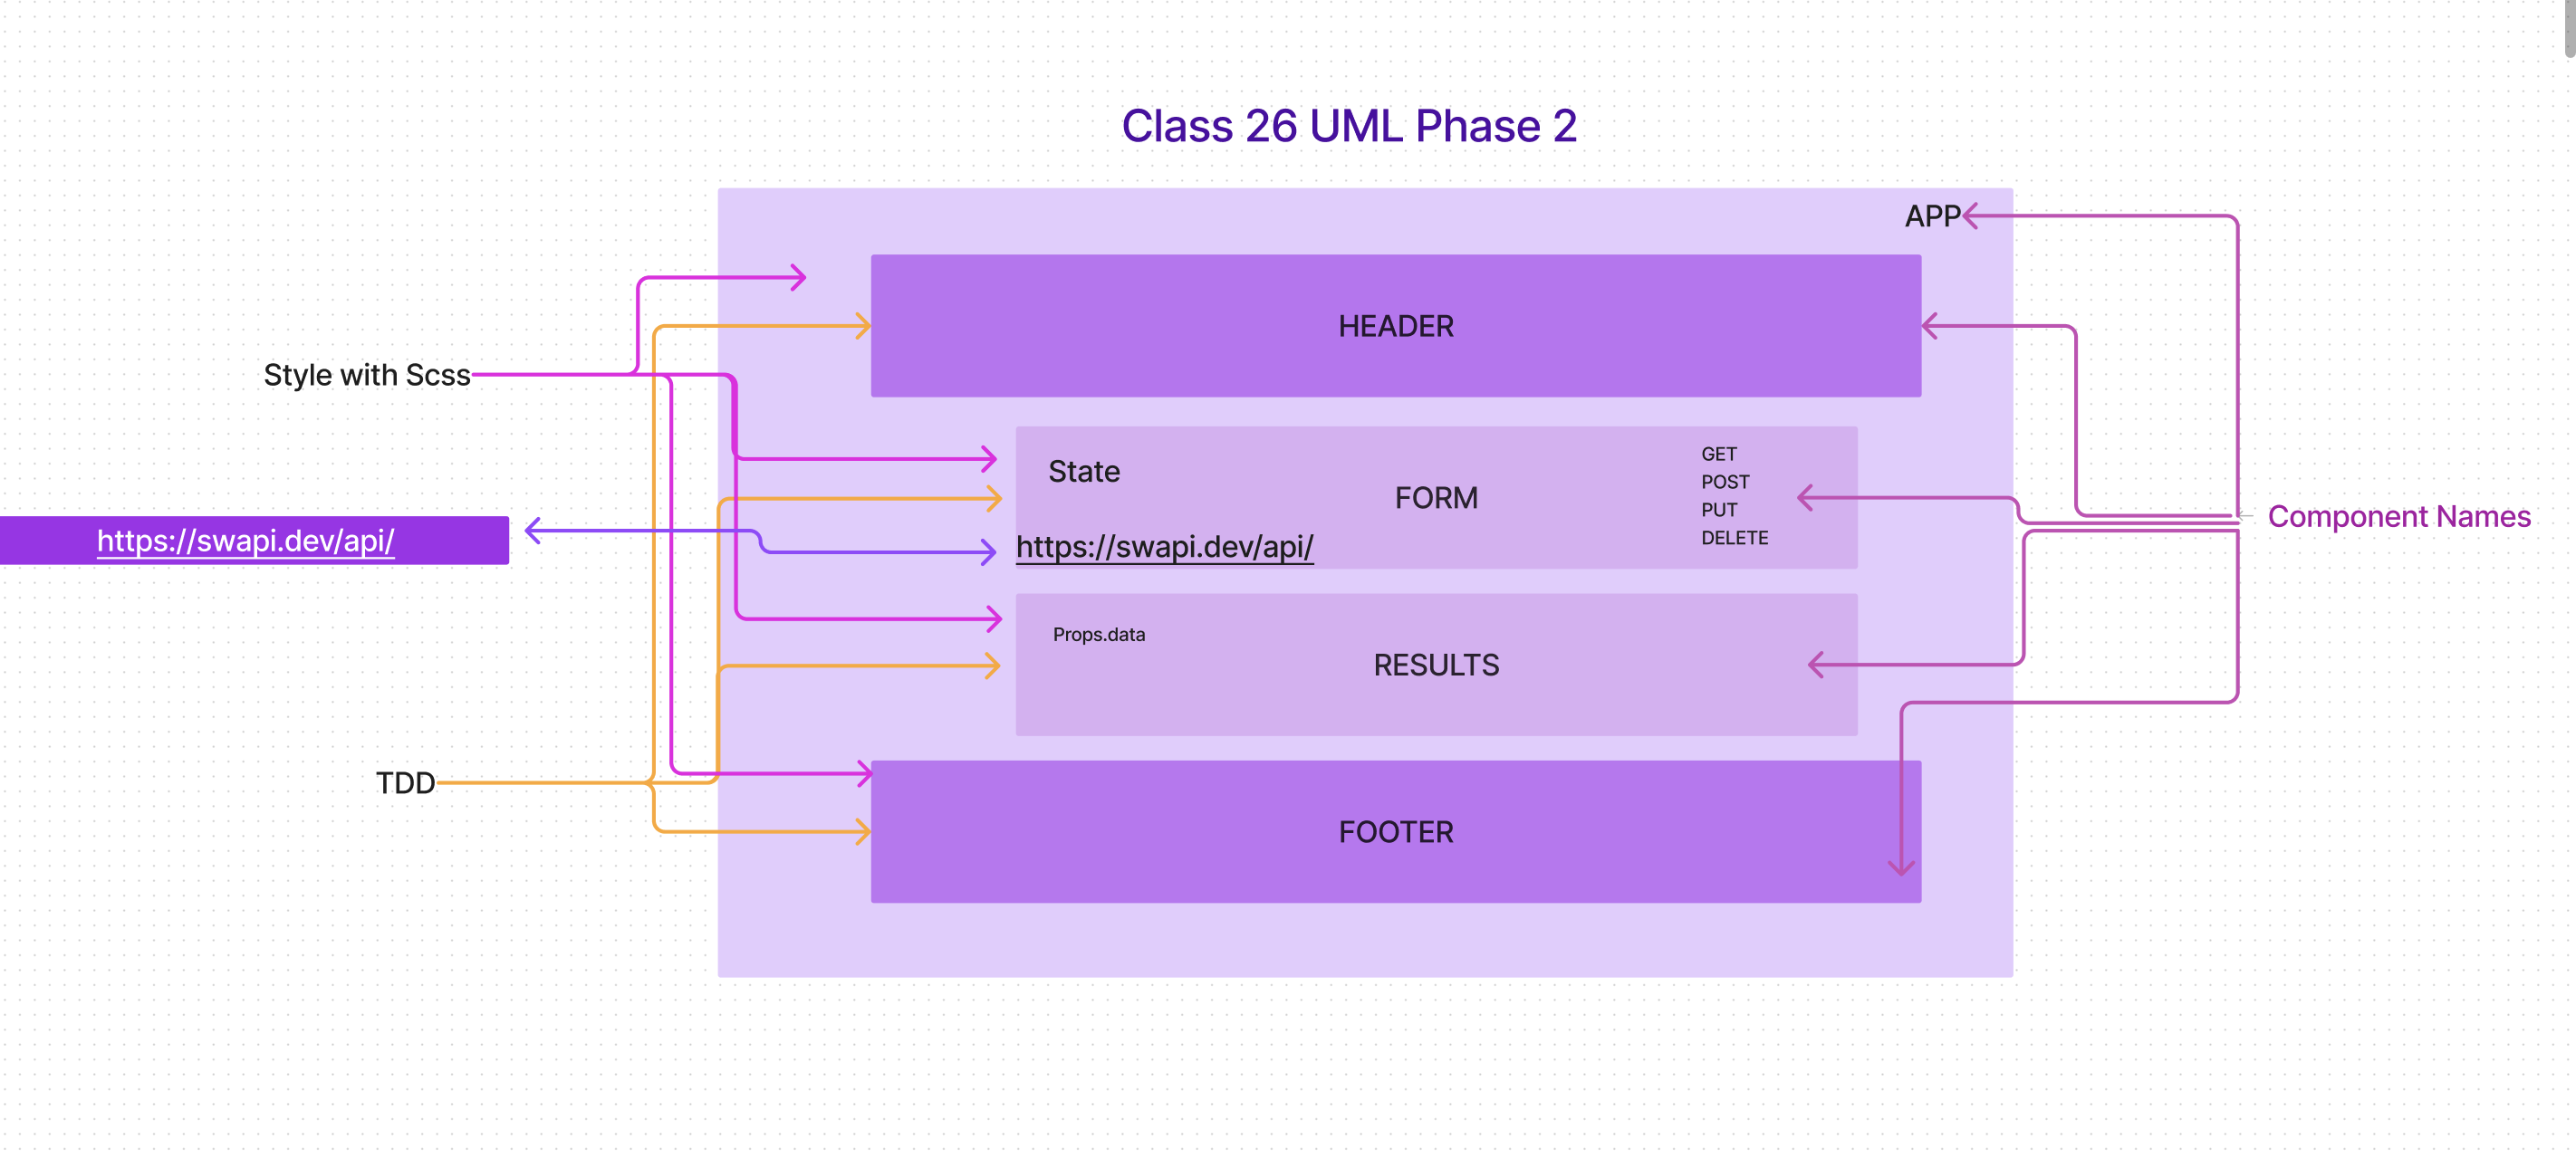 Class 26 UML Phase 2
APP
HEADER
Style with Scss
State
FORM
GET
POST
PUT
DELETE
https://swapi.dev/api/
https://swapi.dev/api/
Component Names
Props.data
RESULTS
TDD
FOOTER